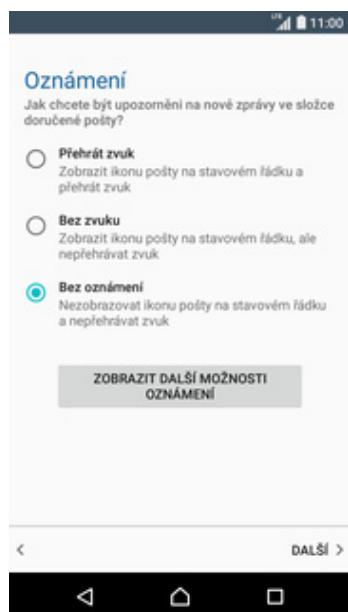 LTE 11:00
Oznámení
Jak chcete být upozorněni na nové zprávy ve složce
doručené pošty?
Přehrát zvuk
Zobrazit ikonu pošty na stavovém řádku a
přehrát zvuk
Bez zvuku
Zobrazit ikonu pošty na stavovém řádku, ale
nepřehrávat zvuk
Bez oznámení
Nezobrazovat ikonu pošty na stavovém řádku
a nepřehrávat zvuk
ZOBRAZIT DALŠÍ MOŽNOSTI
OZNÁMENÍ
DALŠÍ